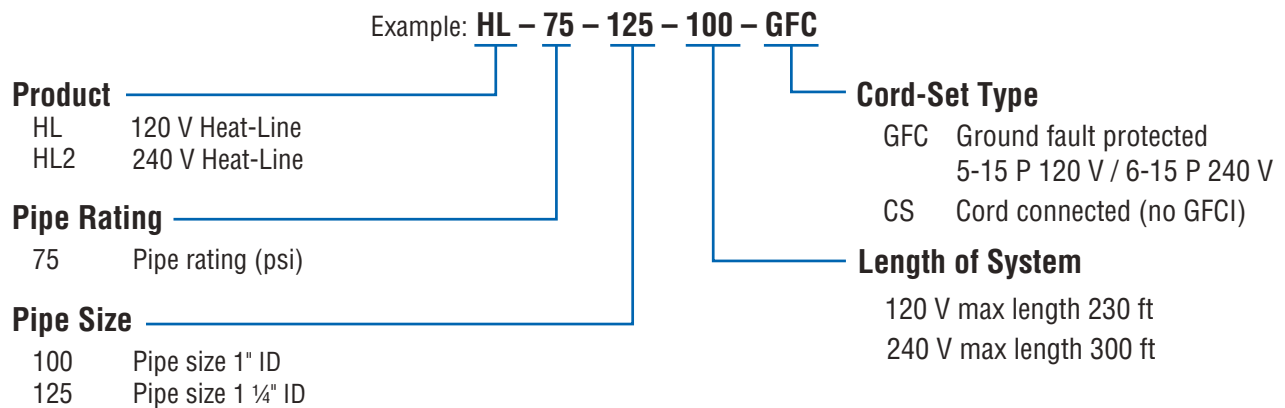 Example: HL – 75 – 125 – 100 – GFC
Product
HL 120 V Heat-Line
HL2 240 V Heat-Line
Pipe Rating
75 Pipe rating (psi)
Pipe Size
100 Pipe size 1" ID
125 Pipe size 1 ¼" ID
Cord-Set Type
GFC Ground fault protected
5-15 P 120 V / 6-15 P 240 V
CS Cord connected (no GFCI)
Length of System
120 V max length 230 ft
240 V max length 300 ft